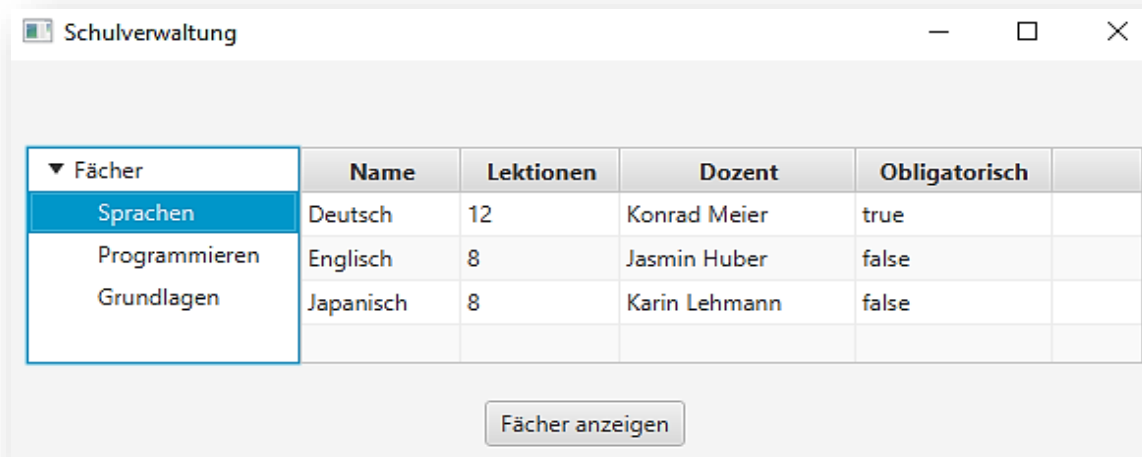 Schulverwaltung
▼ Fächer
Name Lektionen Dozent Obligatorisch
Sprachen
Deutsch 12 Konrad Meier true
Programmieren
Englisch 8 Jasmin Huber false
Grundlagen
Japanisch 8 Karin Lehmann false
Fächer anzeigen